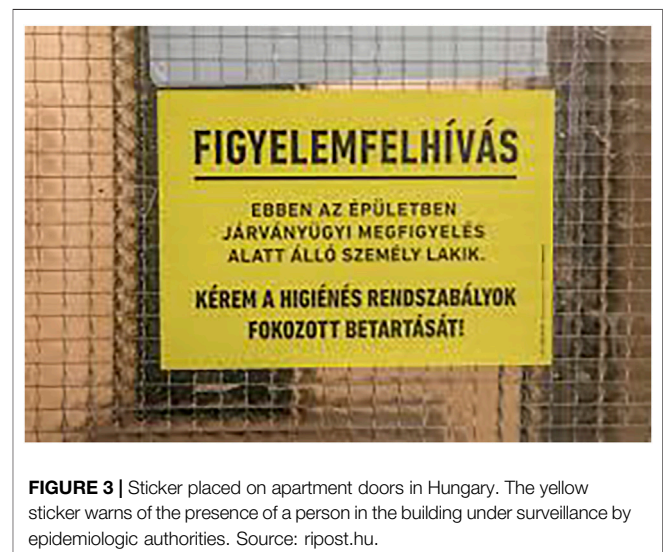 FIGYELEMFELHÍVÁS
EBBEN AZ ÉPÜLETBEN
JÁRVÁNYÜGYI MEGFIGYELÉS
ALATT ÁLLÓ SZEMÉLY LAKIK.
KÉREM A HIGIÉNÉS RENDSZABÁLYOK
FOKOZOTT BETARTÁSÁT!
FIGURE 3 | Sticker placed on apartment doors in Hungary. The yellow
sticker warns of the presence of a person in the building under surveillance by
epidemiologic authorities. Source: ripost.hu.